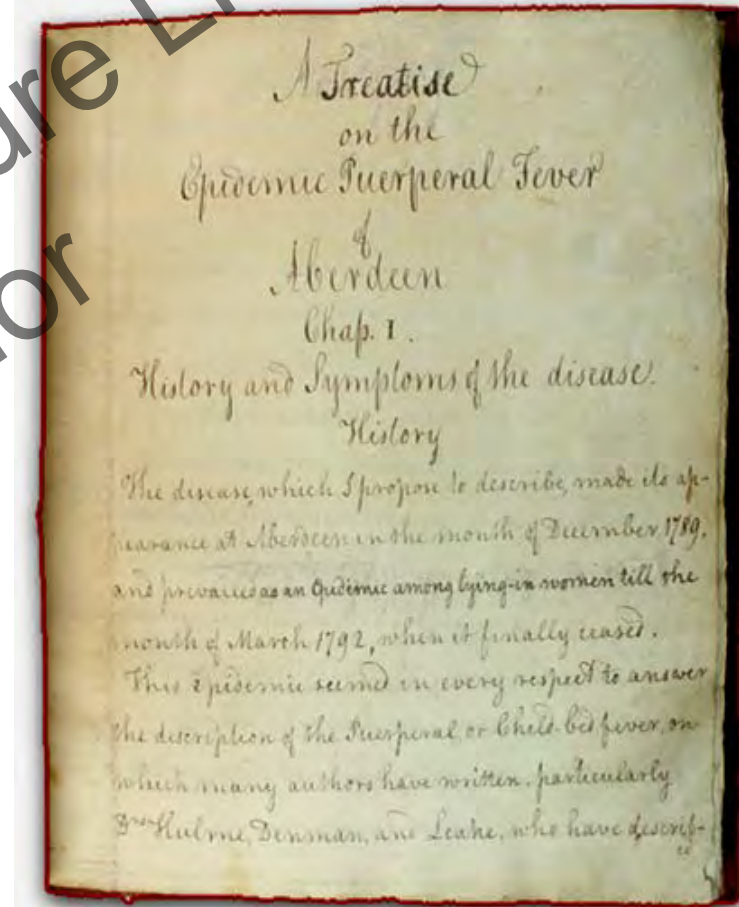 A Treatise
on the
Epidemic Puerperal Fever
of
Aberdeen
Chap. I.
History and Symptoms of the disease.
History
The disease, which I propose to describe, made its ap-
pearance at Aberdeen in the month of December 1789,
and prevailed as an Epidemic among lying-in women till the
month of March 1792, when it finally ceased.
This Epidemic seemed in every respect to answer
the description of the Puerperal or Child-bed fever, on
which many authors have written, particularly
Drs Hulme, Denman, and Leake, who have